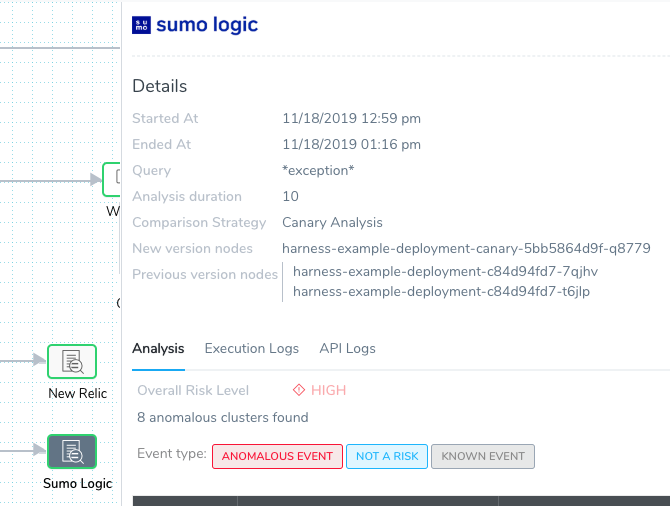 su
mo
sumo logic
Details
Started At 11/18/2019 12:59 pm
Ended At 11/18/2019 01:16 pm
Query *exception*
Analysis duration 10
Comparison Strategy Canary Analysis
New version nodes harness-example-deployment-canary-5bb5864d9f-q8779
Previous version nodes harness-example-deployment-c84d94fd7-7qjhv
harness-example-deployment-c84d94fd7-t6jlp
W
Analysis Execution Logs API Logs
Overall Risk Level HIGH
8 anomalous clusters found
Event type: ANOMALOUS EVENT NOT A RISK KNOWN EVENT
New Relic
Sumo Logic